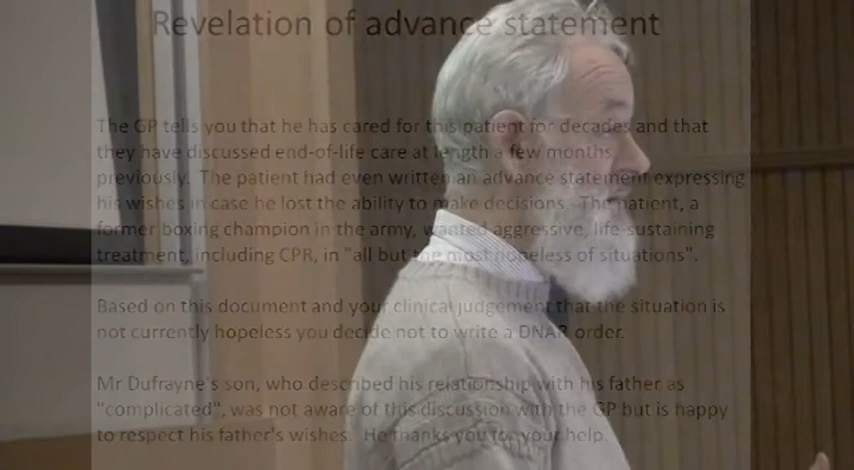 Revelation of advance statement
The GP tells you that he has cared for this patient for decades and that
they have discussed end-of-life care at length a few months
previously. The patient had even written an advance statement expressing
his wishes in case he lost the ability to make decisions. The patient, a
former boxing champion in the army, wanted aggressive, life-sustaining
treatment, including CPR, in "all but the most hopeless of situations".
Based on this document and your clinical judgement that the situation is
not currently hopeless you decide not to write a DNAR order.
Mr Dufrayne's son, who described his relationship with his father as
"complicated", was not aware of this discussion with the GP but is happy
to respect his father's wishes. He thanks you for your help.